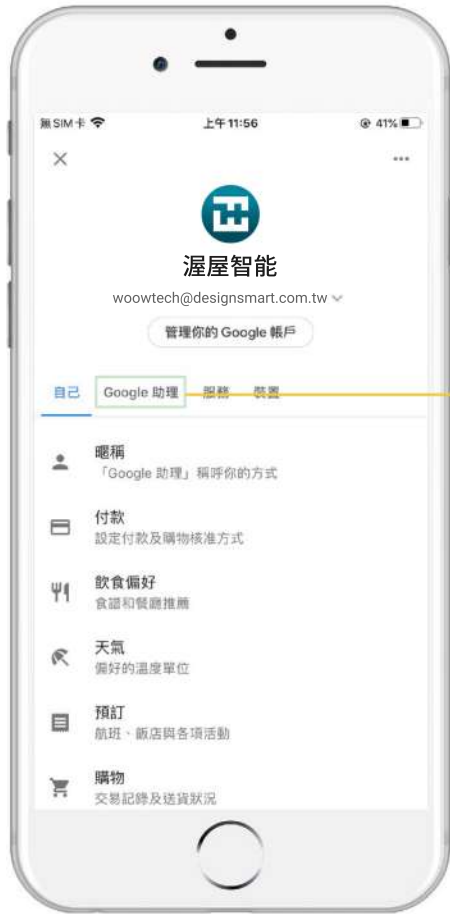 無SIM卡
上午11:56
41%
渥屋智能
woowtech@designsmart.com.tw
管理你的 Google 帳戶
自己 Google 助理 服務 裝置
暱稱
「Google 助理」稱呼你的方式
付款
設定付款及購物核准方式
飲食偏好
食譜和餐廳推薦
天氣
偏好的溫度單位
預訂
航班、飯店與各項活動
購物
交易記錄及送貨狀況